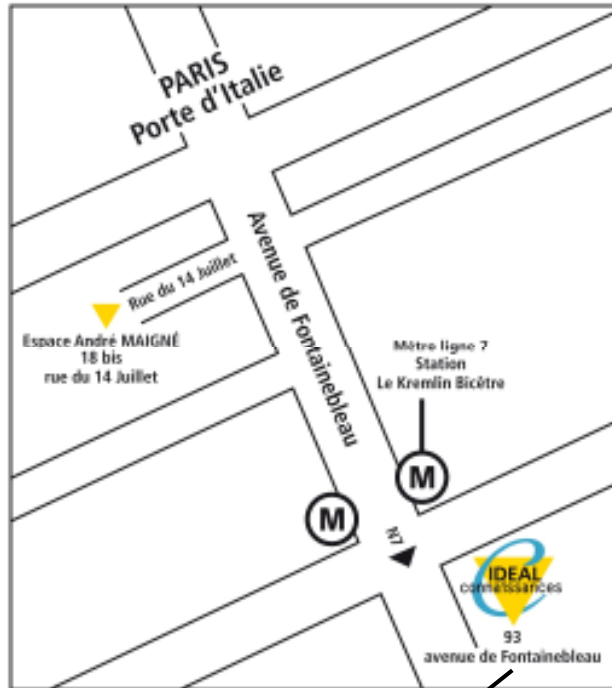 PARIS
Porte d'Italie
Avenue de Fontainebleau
Rue du 14 Juillet
Espace André MAIGNÉ
18 bis
rue du 14 Juillet
Mètro ligne 7
Station
Le Kremlin Bicêtre
M
M
N7
IDEAL
connaissances
93
avenue de Fontainebleau